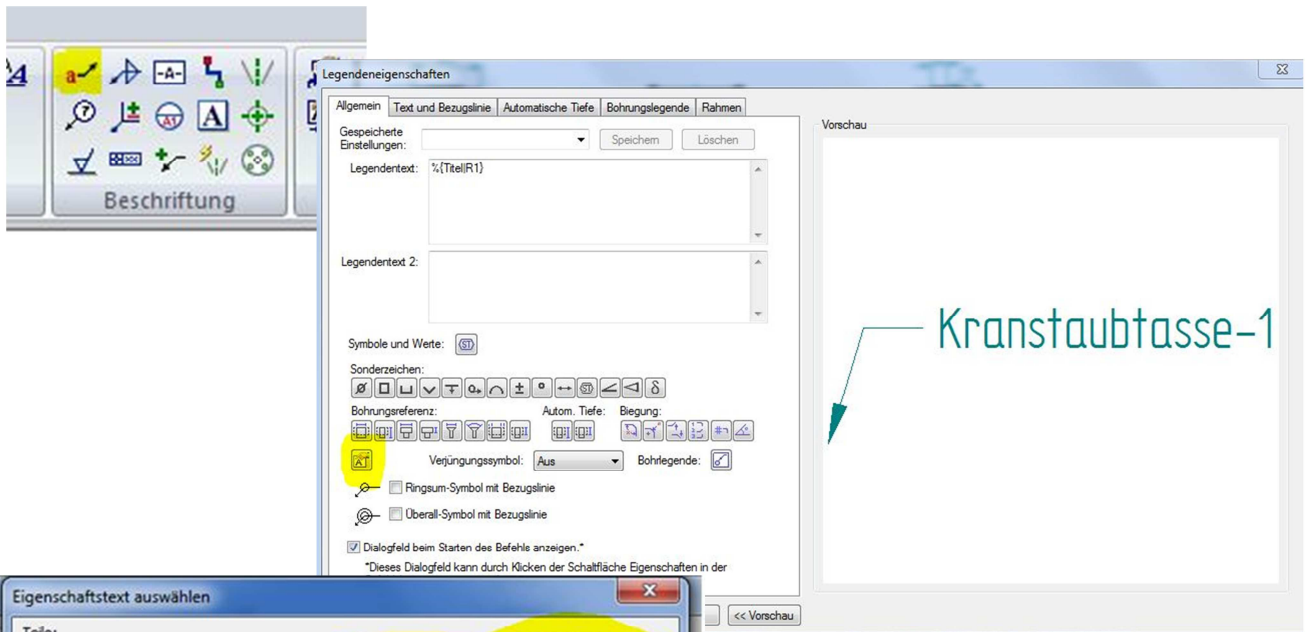 A
a
-A-
A1
A
Beschriftung
Legendeneigenschaften
Allgemein Text und Bezugslinie Automatische Tiefe Bohrungslegende Rahmen
Gespeicherte Einstellungen: Speichern Löschen
Legendentext: %{Titel|R1}
Legendentext 2:
Symbole und Werte:
Sonderzeichen:
Bohrungsreferenz: Autom. Tiefe: Biegung:
Verjüngungssymbol: Aus Bohrlegende:
Ringsum-Symbol mit Bezugslinie
Überall-Symbol mit Bezugslinie
Dialogfeld beim Starten des Befehls anzeigen.*
*Dieses Dialogfeld kann durch Klicken der Schaltfläche Eigenschaften in der
<< Vorschau
Vorschau
Kranstaubtasse-1
Eigenschaftstext auswählen
Teile: